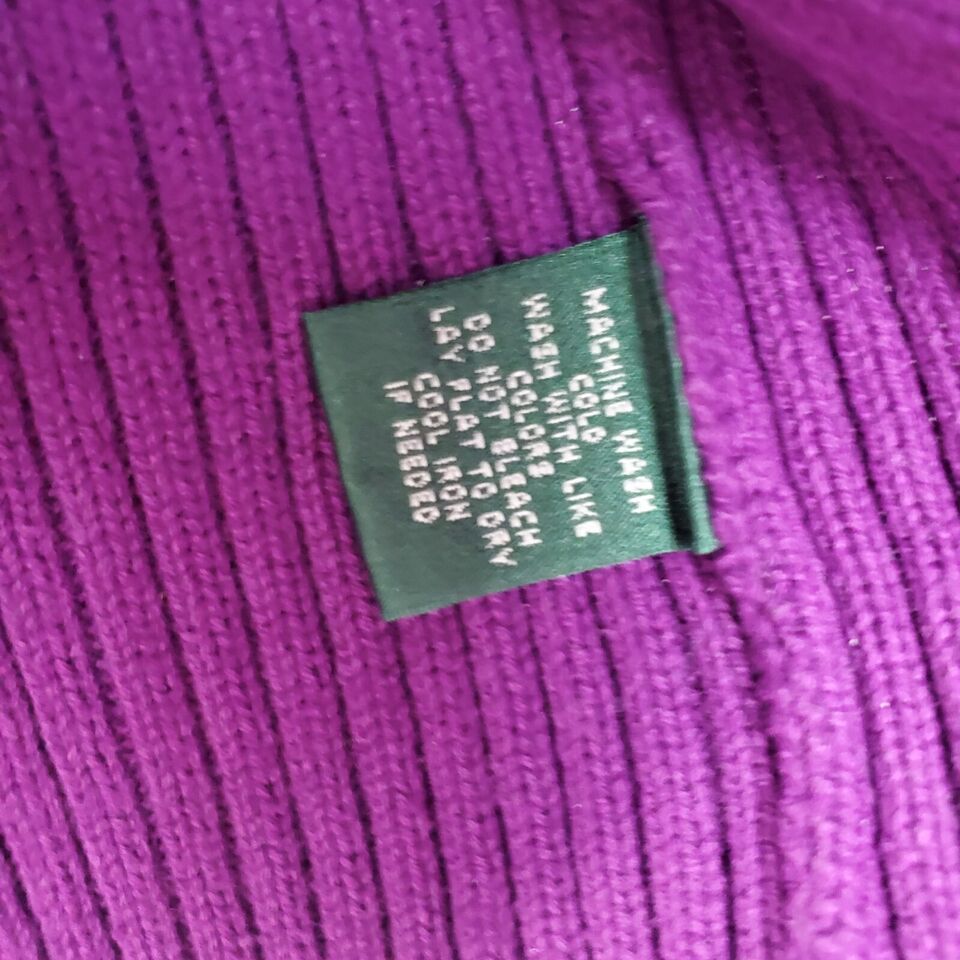 MACHINE WASH
COLD
WASH WITH LIKE
COLORS
DO NOT BLEACH
LAY FLAT TO DRY
COOL IRON
IF NEEDED